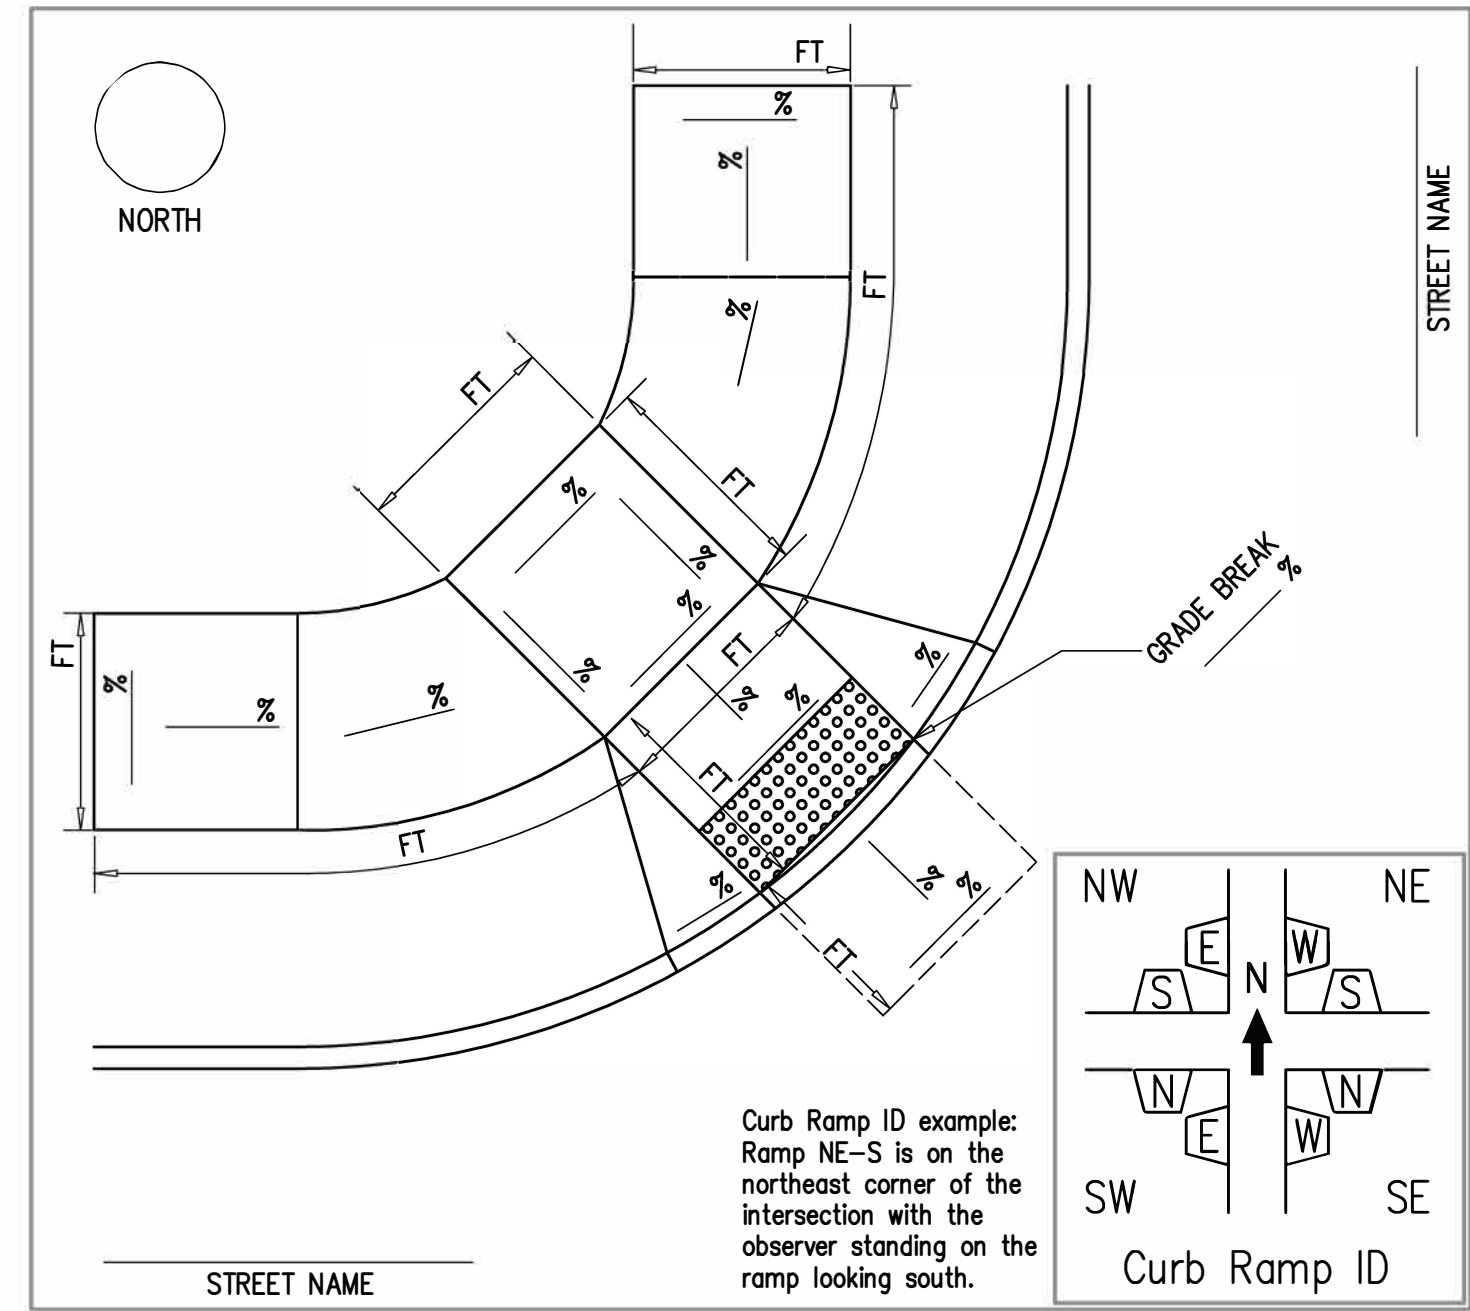 FT
%
%
NORTH
STREET NAME
FT
%
FT
FT
%
%
GRADE BREAK
%
%
%
FT
FT
%
%
%
%
%
%
%
FT
FT
%
%
%
FT
NW
NE
E
W
N
S
S
N
N
E
W
SW
SE
Curb Ramp ID
Curb Ramp ID example:
Ramp NE–S is on the
northeast corner of the
intersection with the
observer standing on the
ramp looking south.
STREET NAME